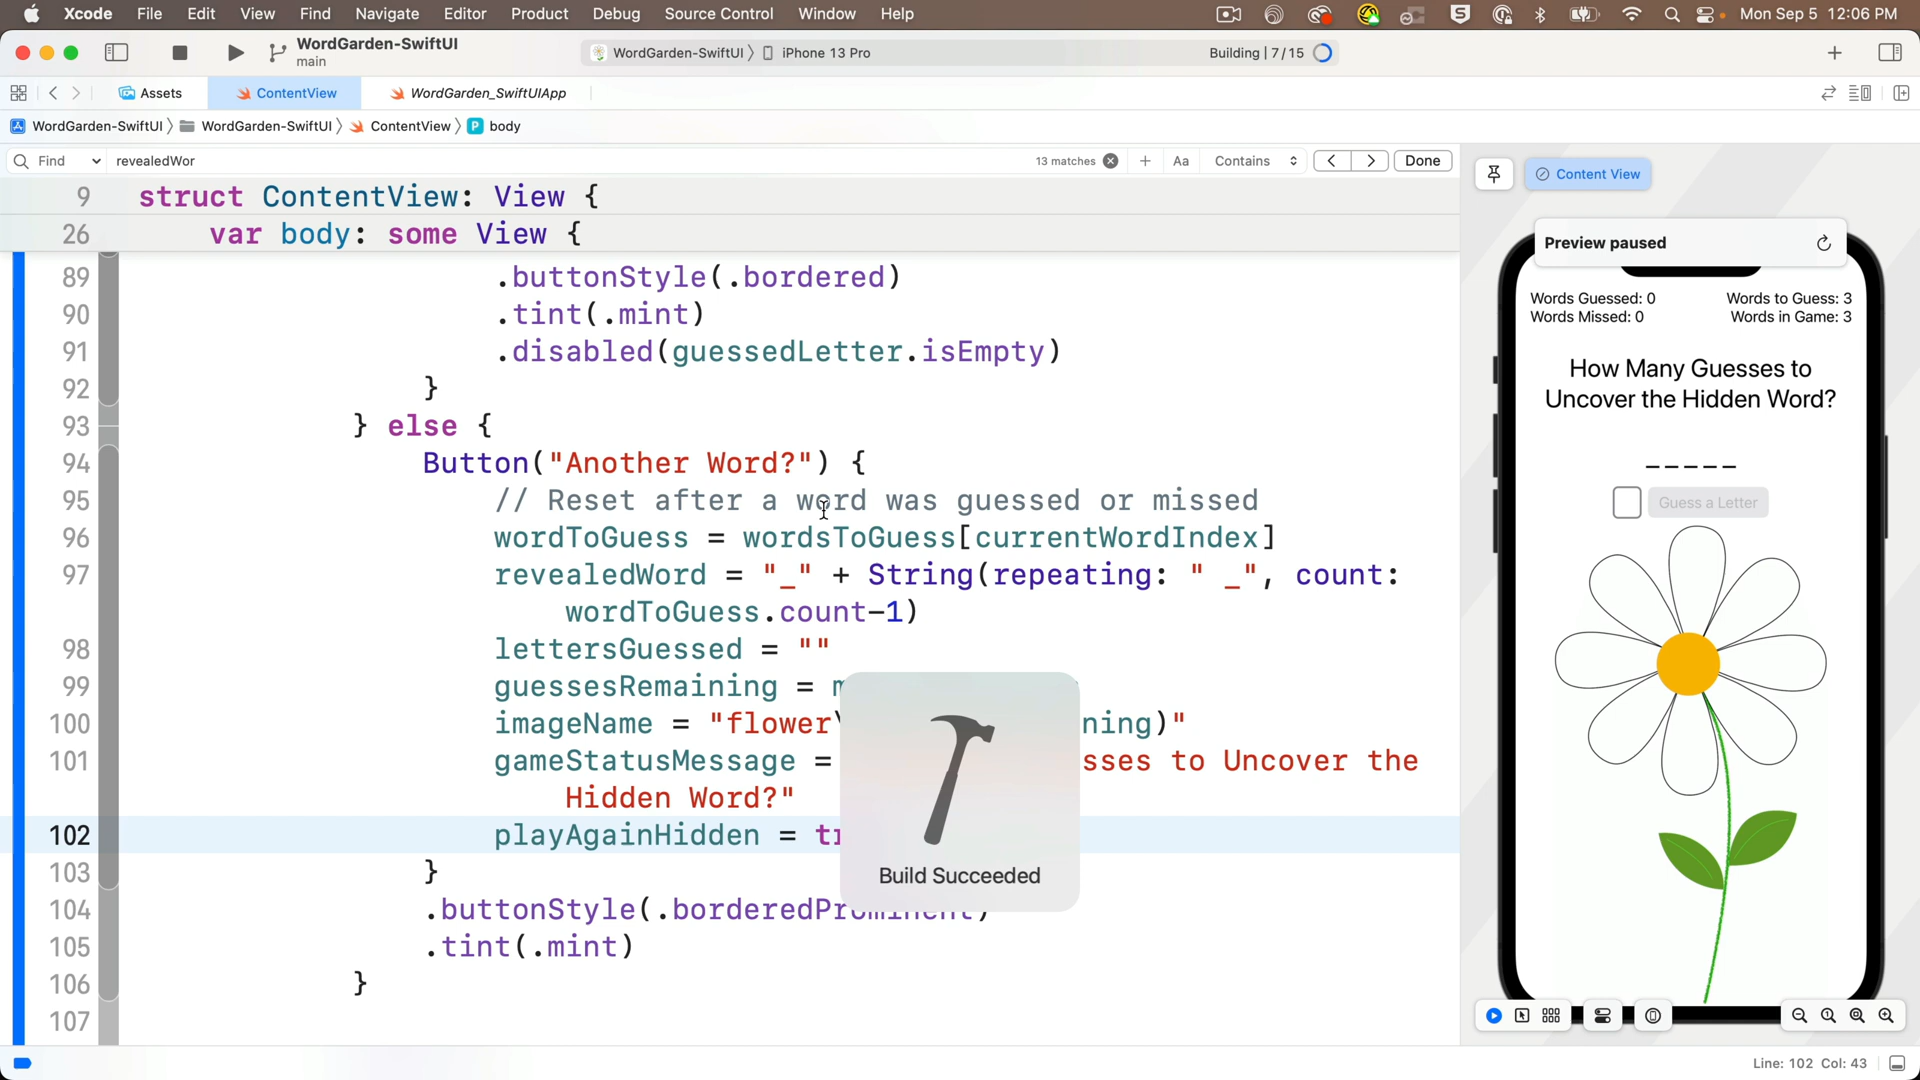 Xcode File Edit View Find Navigate Editor Product Debug Source Control Window Help Mon Sep 5 12:06 PM
WordGarden-SwiftUI
main
WordGarden-SwiftUI iPhone 13 Pro
Building | 7/15
Assets ContentView WordGarden_SwiftUIApp
WordGarden-SwiftUI WordGarden-SwiftUI ContentView body
Find revealedWor 13 matches Aa Contains Done
9 struct ContentView: View {
26 var body: some View {
89 .buttonStyle(.bordered)
90 .tint(.mint)
91 .disabled(guessedLetter.isEmpty)
92 }
93 } else {
94 Button("Another Word?") {
95 // Reset after a word was guessed or missed
96 wordToGuess = wordsToGuess[currentWordIndex]
97 revealedWord = "_" + String(repeating: " _", count:
wordToGuess.count-1)
98 lettersGuessed = ""
99 guessesRemaining =
100 imageName = "flower\ ning)"
101 gameStatusMessage = sses to Uncover the
Hidden Word?"
102 playAgainHidden = tr
103 }
104 .buttonStyle(.borderedProminent)
105 .tint(.mint)
106 }
107
Build Succeeded
Content View
Preview paused
Words Guessed: 0 Words to Guess: 3
Words Missed: 0 Words in Game: 3
How Many Guesses to
Uncover the Hidden Word?
_ _ _ _ _
Guess a Letter
Line: 102 Col: 43